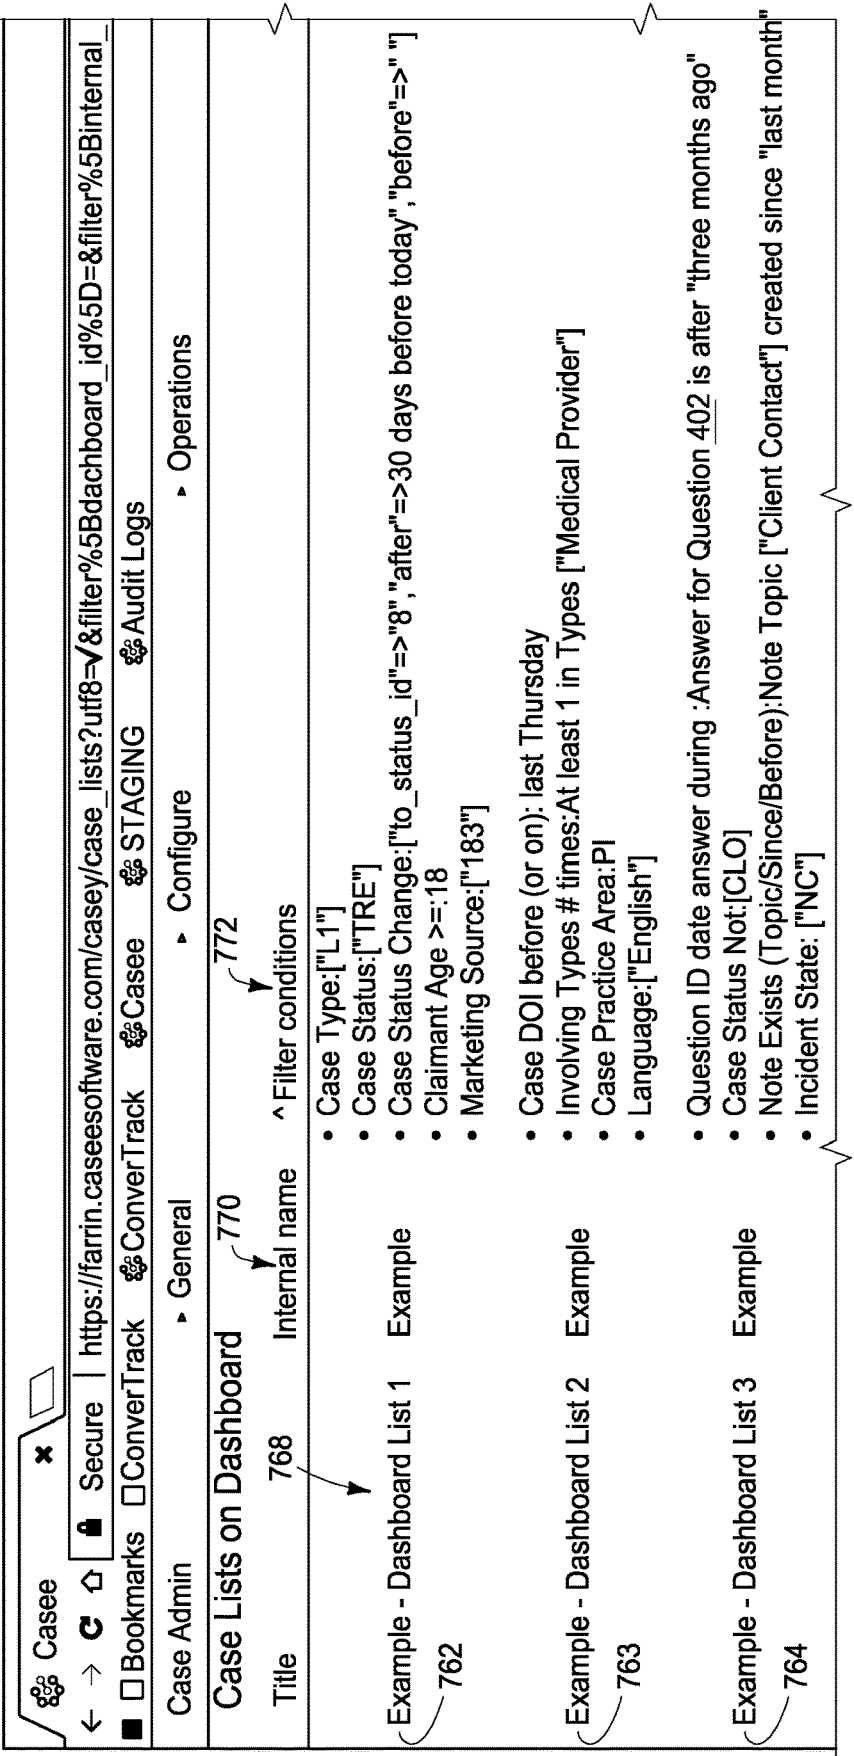 Casee ×
Secure | https://farrin.caseesoftware.com/casey/case_lists?utf8=✓&filter%5Bdachboard_id%5D=&filter%5Binternal_
Bookmarks ConverTrack ConverTrack Casee STAGING Audit Logs
Case Admin General Configure Operations
Case Lists on Dashboard 770 772
Title 768 Internal name ^ Filter conditions
• Case Type:["L1"]
• Case Status:["TRE"]
Example - Dashboard List 1 Example • Case Status Change:["to_status_id"=>"8","after"=>30 days before today","before"=>" "]
762 • Claimant Age >=:18
• Marketing Source:["183"]
• Case DOI before (or on): last Thursday
• Involving Types # times:At least 1 in Types ["Medical Provider"]
Example - Dashboard List 2 Example • Case Practice Area:PI
763 • Language:["English"]
• Question ID date answer during :Answer for Question 402 is after "three months ago"
• Case Status Not:[CLO]
Example - Dashboard List 3 Example • Note Exists (Topic/Since/Before):Note Topic ["Client Contact"] created since "last month"
764 • Incident State: ["NC"]